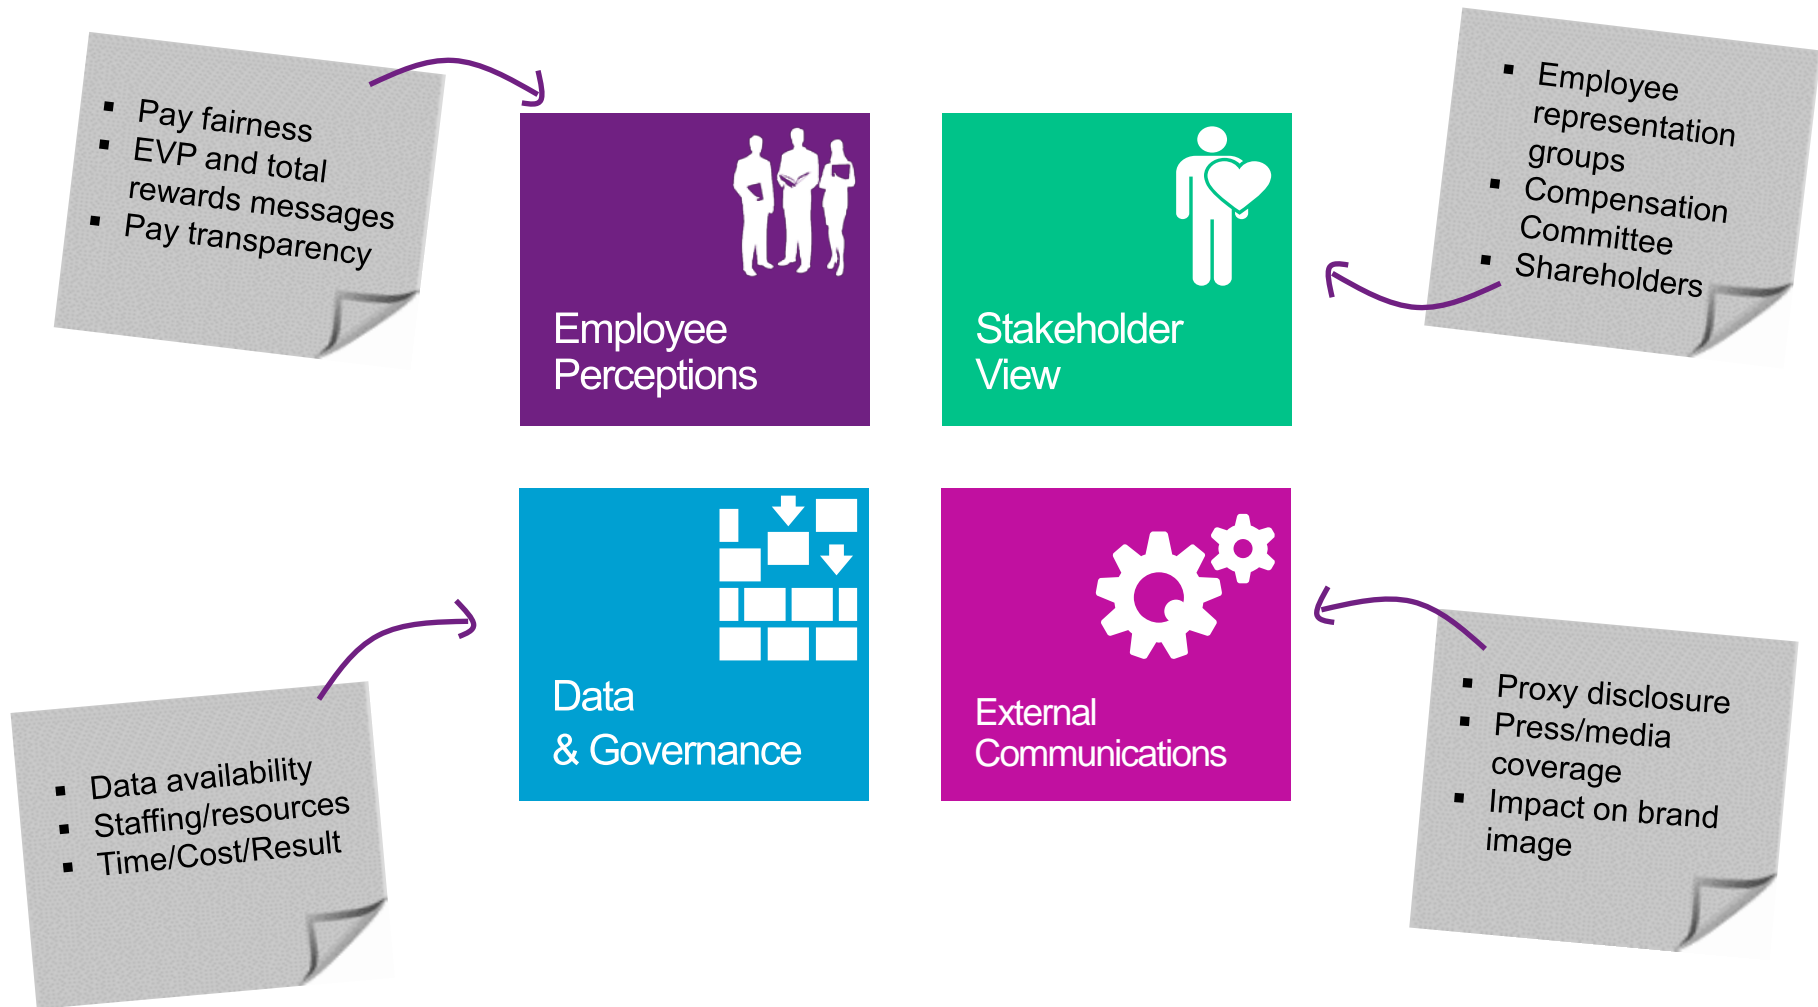 ▪ Pay fairness
▪ EVP and total
rewards messages
▪ Pay transparency
Employee
Perceptions
Stakeholder
View
▪ Employee
representation
groups
▪ Compensation
Committee
▪ Shareholders
▪ Data availability
▪ Staffing/resources
▪ Time/Cost/Result
Data
& Governance
External
Communications
▪ Proxy disclosure
▪ Press/media
coverage
▪ Impact on brand
image